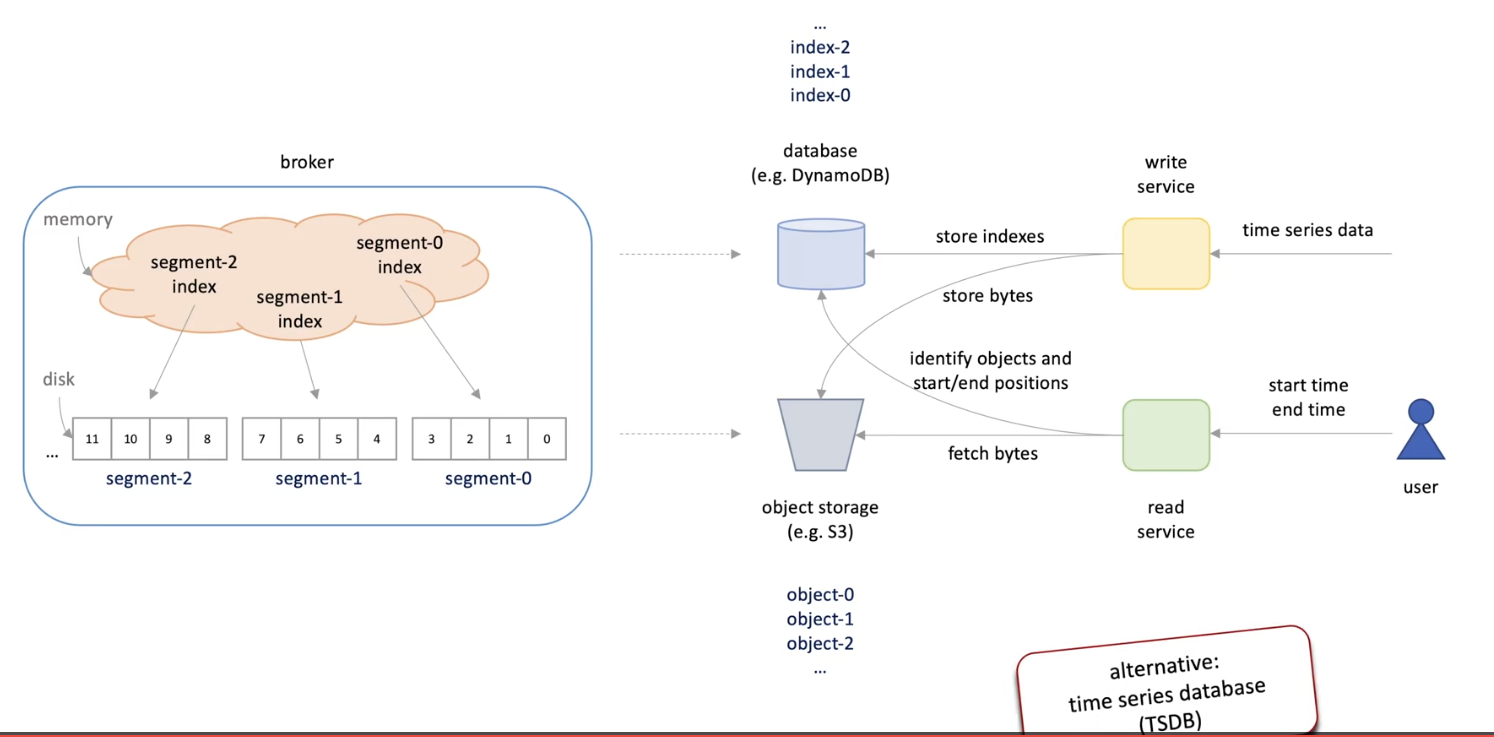 ...
index-2
index-1
index-0
broker
database
(e.g. DynamoDB)
write
service
memory
segment-2
index
segment-1
index
segment-0
index
store indexes
time series data
store bytes
disk
identify objects and
start/end positions
start time
end time
... 11 10 9 8 7 6 5 4 3 2 1 0
segment-2 segment-1 segment-0
fetch bytes
user
object storage
(e.g. S3)
read
service
object-0
object-1
object-2
...
alternative:
time series database
(TSDB)